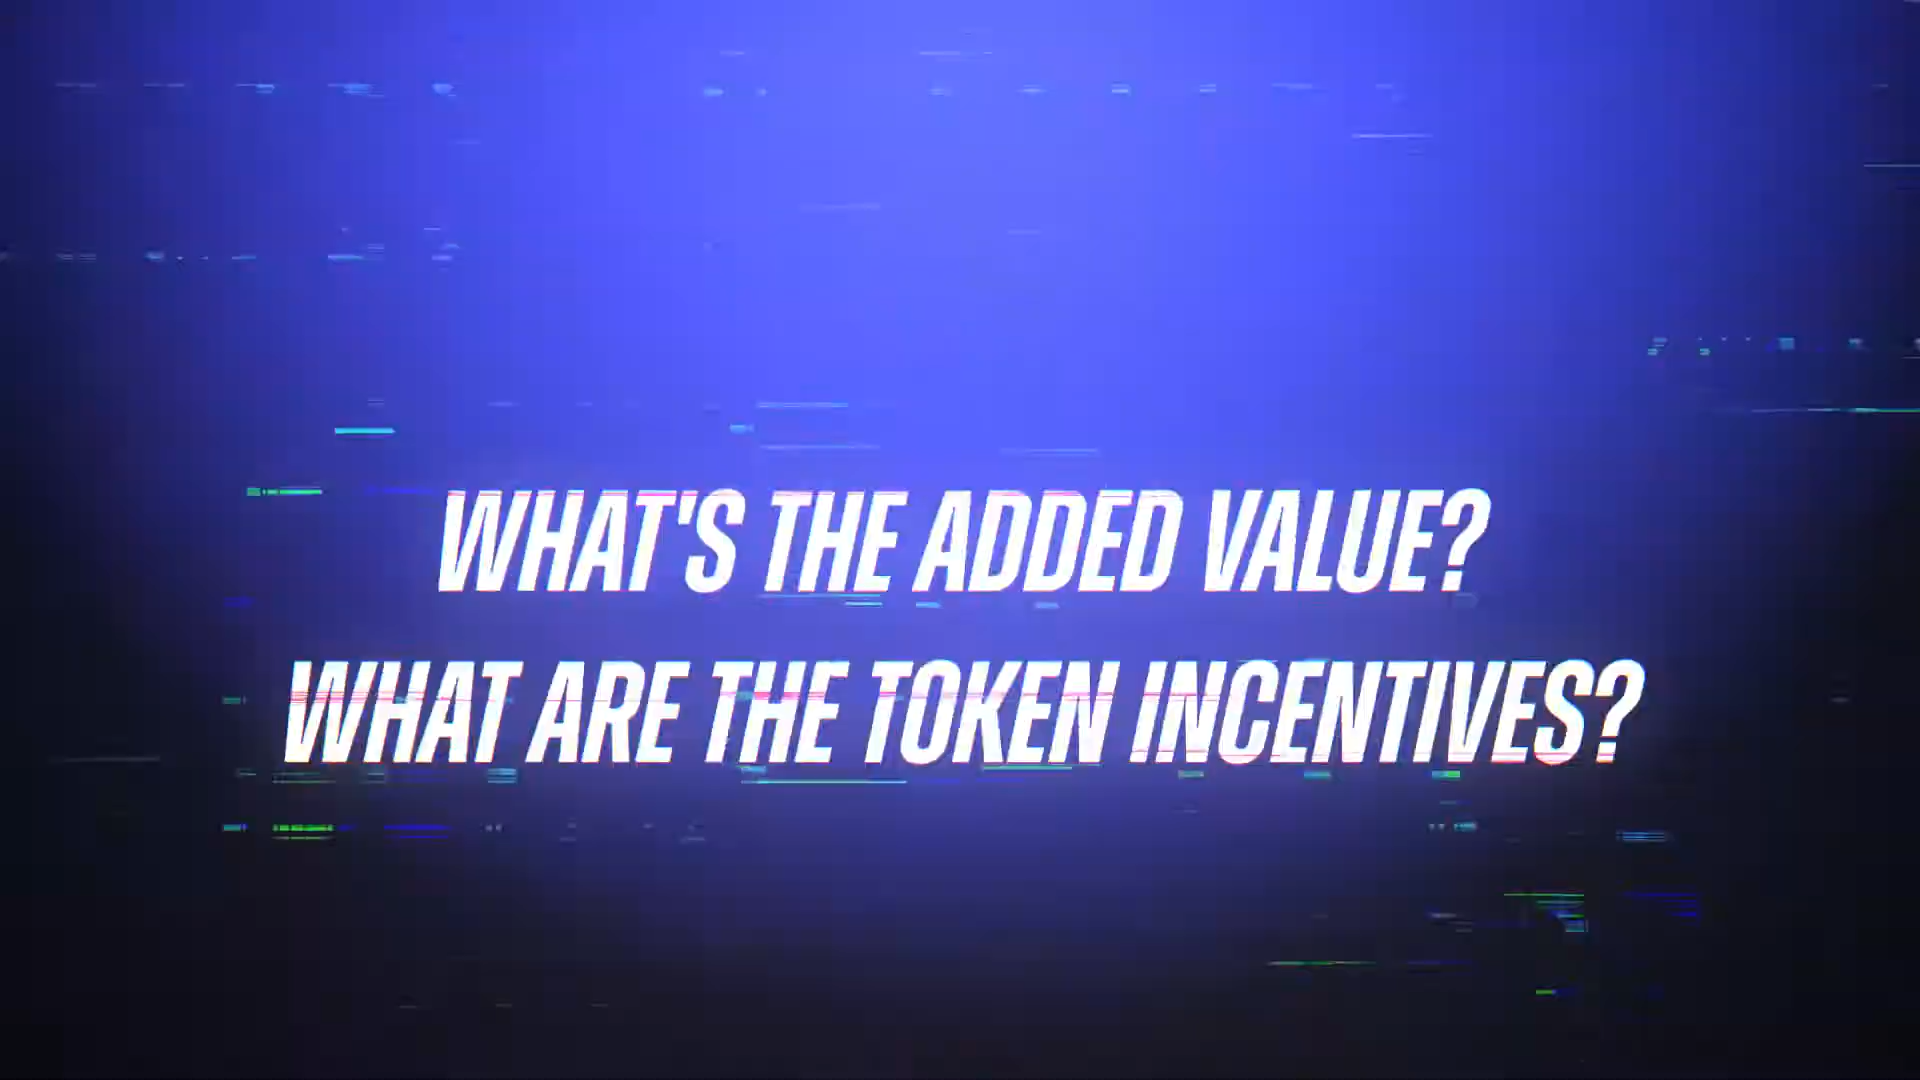 WHAT'S THE ADDED VALUE?
WHAT ARE THE TOKEN INCENTIVES?